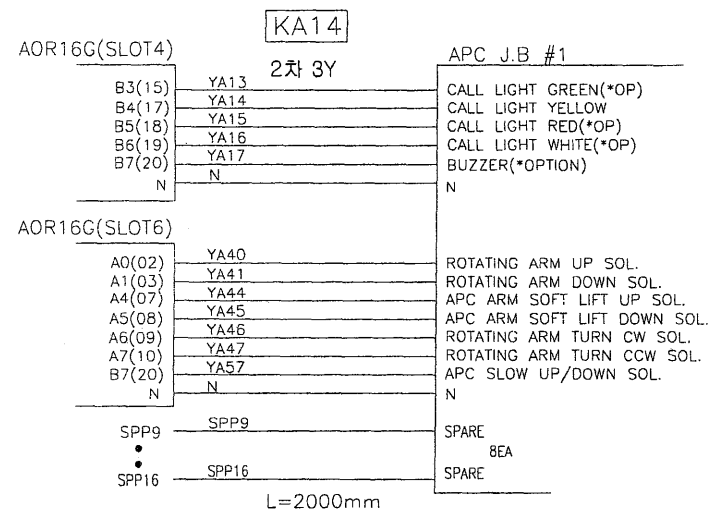 KA14
AOR16G(SLOT4)
2차 3Y
APC J.B #1
B3(15) YA13 CALL LIGHT GREEN(*OP)
B4(17) YA14 CALL LIGHT YELLOW
B5(18) YA15 CALL LIGHT RED(*OP)
B6(19) YA16 CALL LIGHT WHITE(*OP)
B7(20) YA17 BUZZER(*OPTION)
N N N
AOR16G(SLOT6)
A0(02) YA40 ROTATING ARM UP SOL.
A1(03) YA41 ROTATING ARM DOWN SOL.
A4(07) YA44 APC ARM SOFT LIFT UP SOL.
A5(08) YA45 APC ARM SOFT LIFT DOWN SOL.
A6(09) YA46 ROTATING ARM TURN CW SOL.
A7(10) YA47 ROTATING ARM TURN CCW SOL.
B7(20) YA57 APC SLOW UP/DOWN SOL.
N N N
SPP9 SPP9 SPARE
8EA
SPP16 SPP16 SPARE
L=2000mm